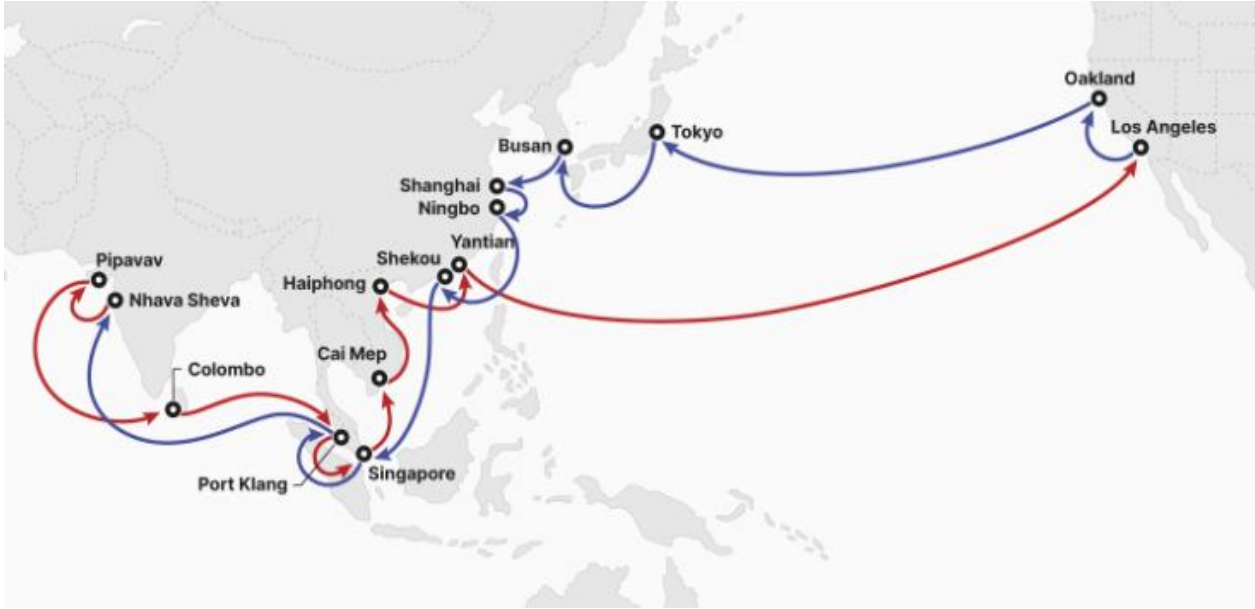 Oakland
Los Angeles
Tokyo
Busan
Shanghai
Ningbo
Yantian
Shekou
Pipavav
Haiphong
Nhava Sheva
Cai Mep
Colombo
Singapore
Port Klang